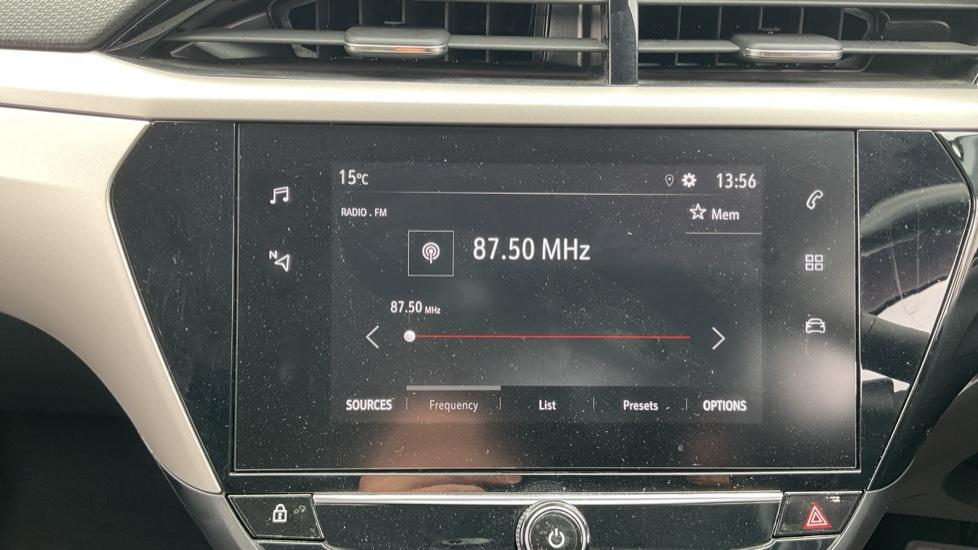 15°C 13:56
RADIO . FM
Mem
87.50 MHz
87.50 MHz
N
SOURCES Frequency List Presets OPTIONS